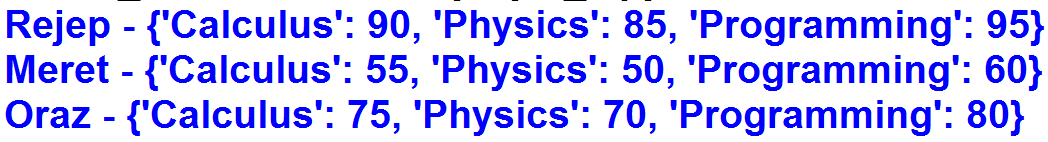 Rejep - {'Calculus': 90, 'Physics': 85, 'Programming': 95}
Meret - {'Calculus': 55, 'Physics': 50, 'Programming': 60}
Oraz - {'Calculus': 75, 'Physics': 70, 'Programming': 80}